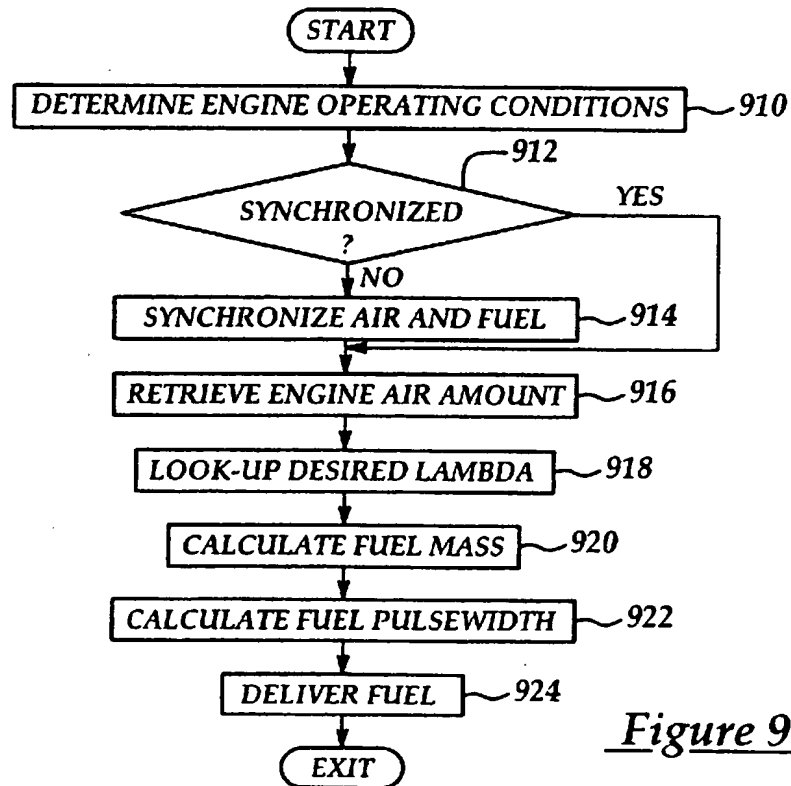 START
DETERMINE ENGINE OPERATING CONDITIONS
910
912
SYNCHRONIZED
?
YES
NO
SYNCHRONIZE AIR AND FUEL
914
RETRIEVE ENGINE AIR AMOUNT
916
LOOK-UP DESIRED LAMBDA
918
CALCULATE FUEL MASS
920
CALCULATE FUEL PULSEWIDTH
922
DELIVER FUEL
924
EXIT
Figure 9